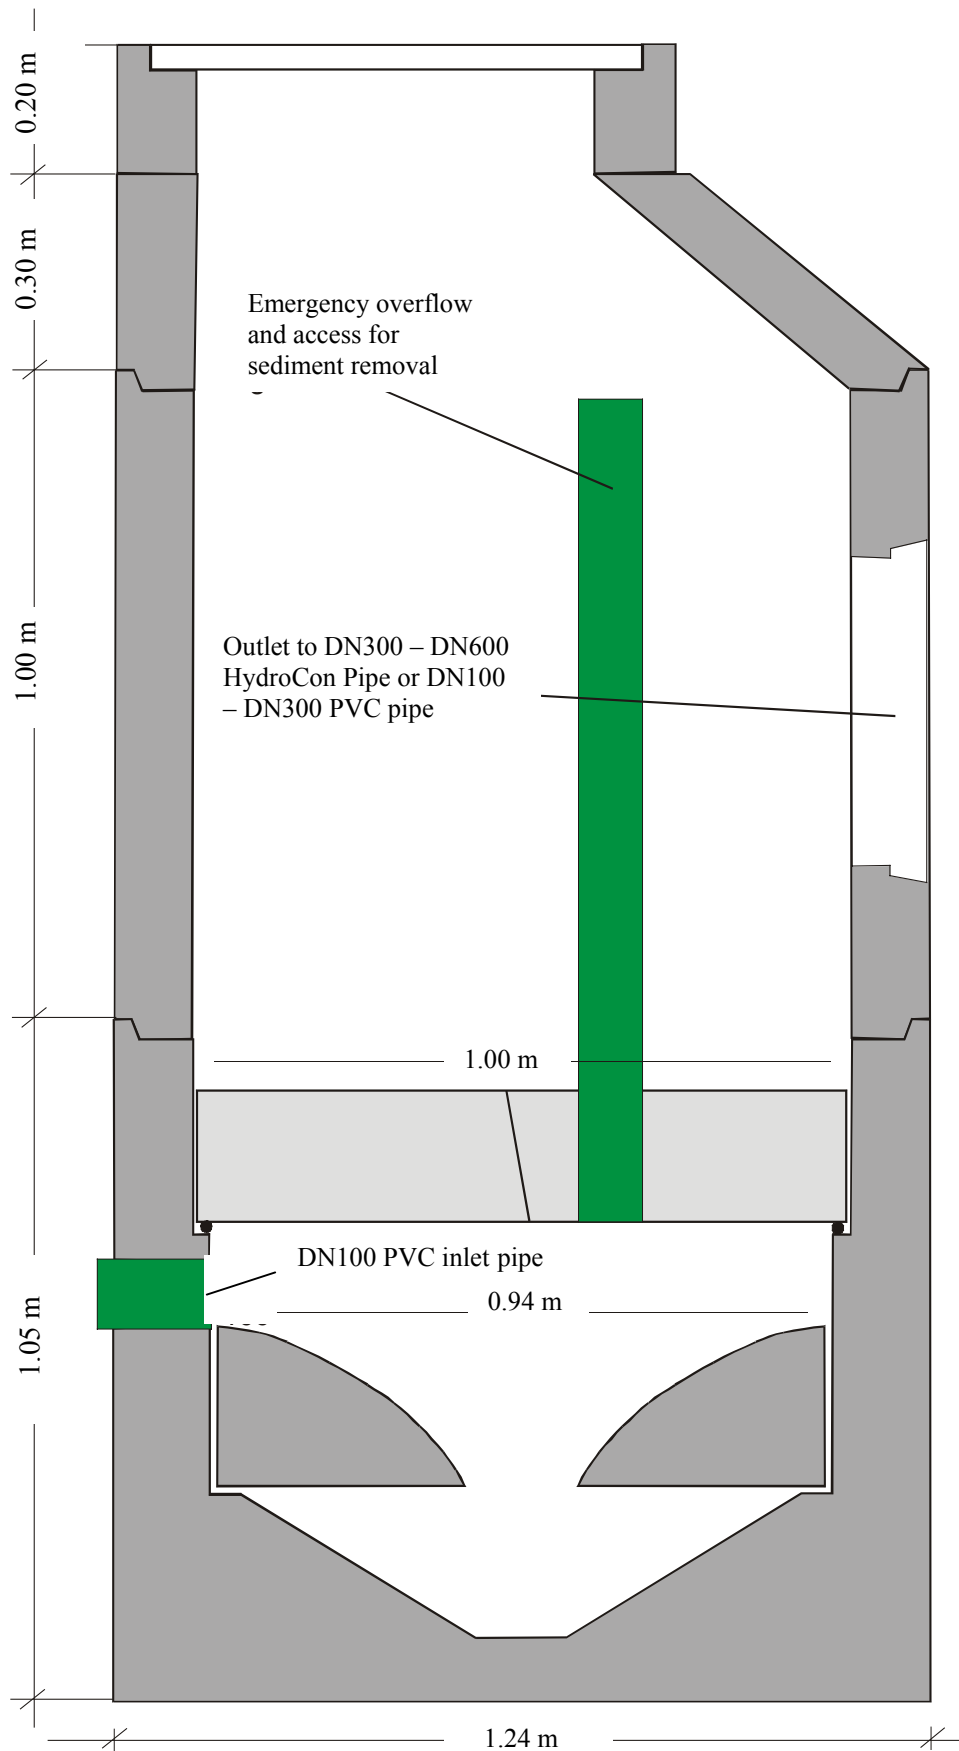 0.20 m
0.30 m
Emergency overflow
and access for
sediment removal
1.00 m
Outlet to DN300 – DN600
HydroCon Pipe or DN100
– DN300 PVC pipe
1.00 m
DN100 PVC inlet pipe
0.94 m
1.05 m
1.24 m